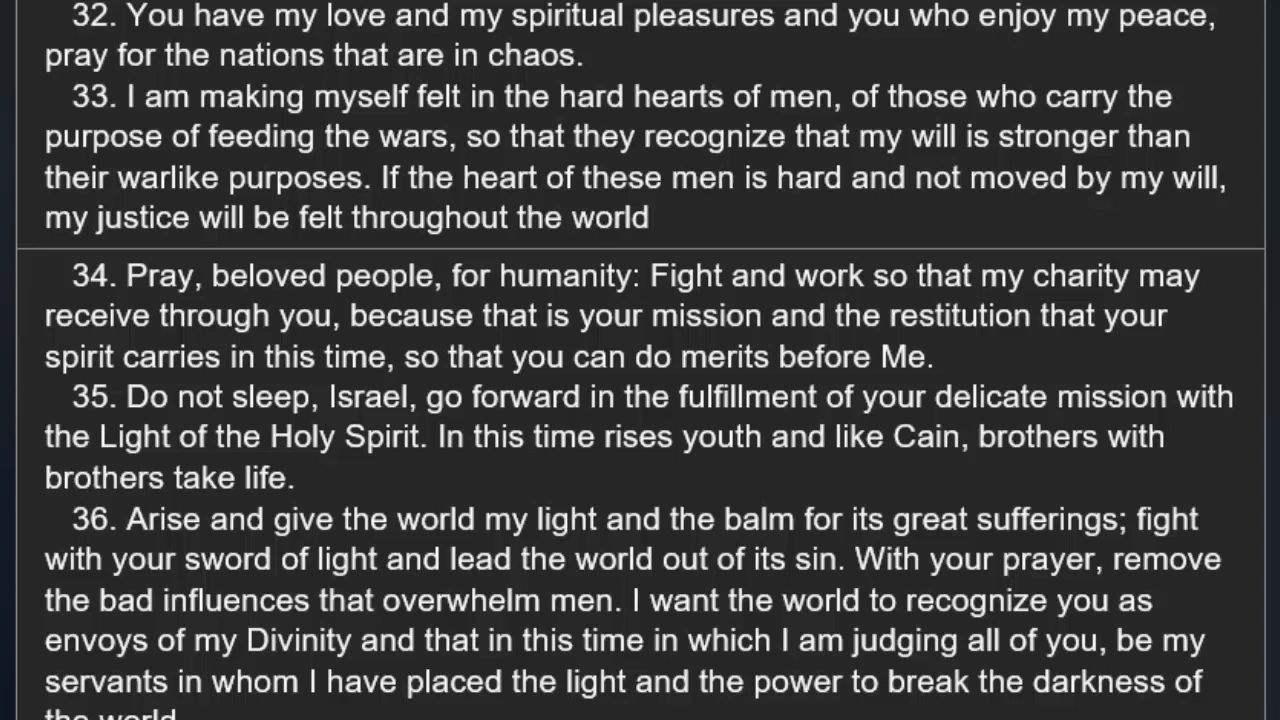 32. You have my love and my spiritual pleasures and you who enjoy my peace,
pray for the nations that are in chaos.
33. I am making myself felt in the hard hearts of men, of those who carry the
purpose of feeding the wars, so that they recognize that my will is stronger than
their warlike purposes. If the heart of these men is hard and not moved by my will,
my justice will be felt throughout the world
34. Pray, beloved people, for humanity: Fight and work so that my charity may
receive through you, because that is your mission and the restitution that your
spirit carries in this time, so that you can do merits before Me.
35. Do not sleep, Israel, go forward in the fulfillment of your delicate mission with
the Light of the Holy Spirit. In this time rises youth and like Cain, brothers with
brothers take life.
36. Arise and give the world my light and the balm for its great sufferings; fight
with your sword of light and lead the world out of its sin. With your prayer, remove
the bad influences that overwhelm men. I want the world to recognize you as
envoys of my Divinity and that in this time in which I am judging all of you, be my
servants in whom I have placed the light and the power to break the darkness of
the world